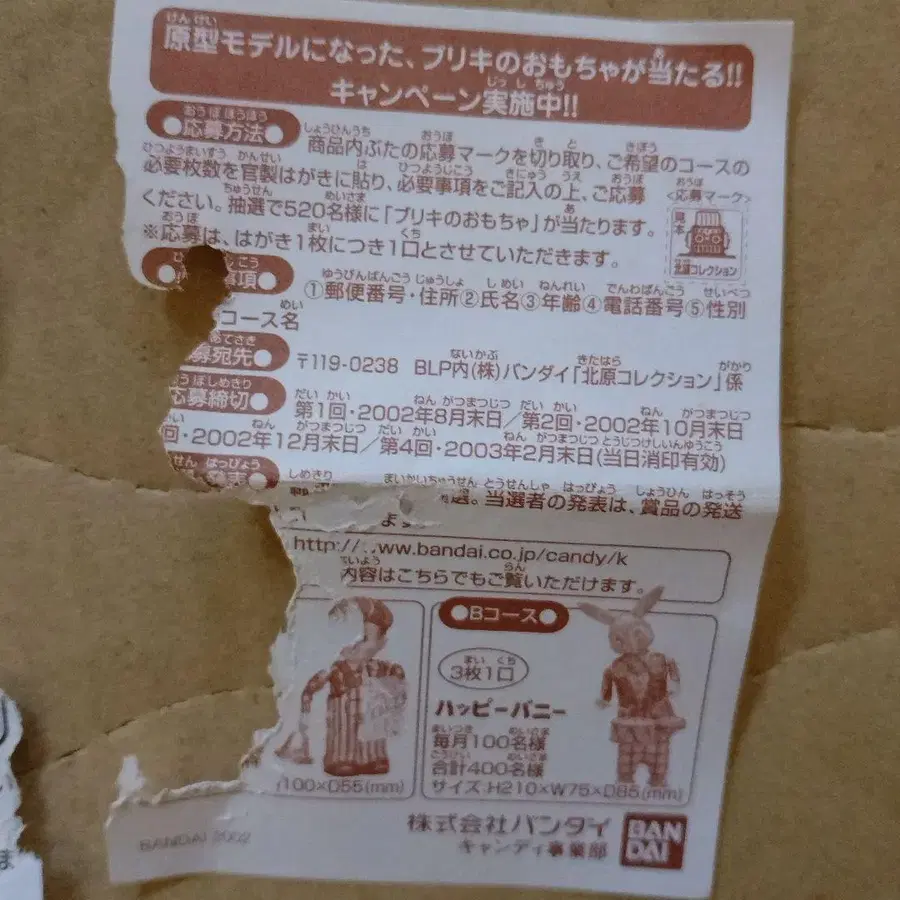 原型モデルになった、ブリキのおもちゃが当たる!!
キャンペーン実施中!!
応募方法
商品内ぶたの応募マークを切り取り、ご希望のコースの
必要枚数を官製はがきに貼り、必要事項をご記入の上、ご応募
ください。抽選で520名様に「ブリキのおもちゃ」が当たります。
※応募は、はがき1枚につき1口とさせていただきます。
<応募マーク>
見本
北原コレクション
事項
①郵便番号・住所②氏名③年齢④電話番号⑤性別
コース名
募宛先
〒119-0238 BLP内(株)バンダイ「北原コレクション」係
応募締切
第1回・2002年8月末日/第2回・2002年10月末日
回・2002年12月末日/第4回・2003年2月末日(当日消印有効)
発表
選。当選者の発表は、賞品の発送
ます
http://ww.bandai.co.jp/candy/k
内容はこちらでもご覧いただけます。
100×D55(mm)
Bコース
3枚1口
ハッピーバニー
毎月100名様
合計400名様
サイズ:H210×W75×D85(mm)
BANDAI 2002
株式会社バンダイ
キャンディ事業部
BAN
DAI